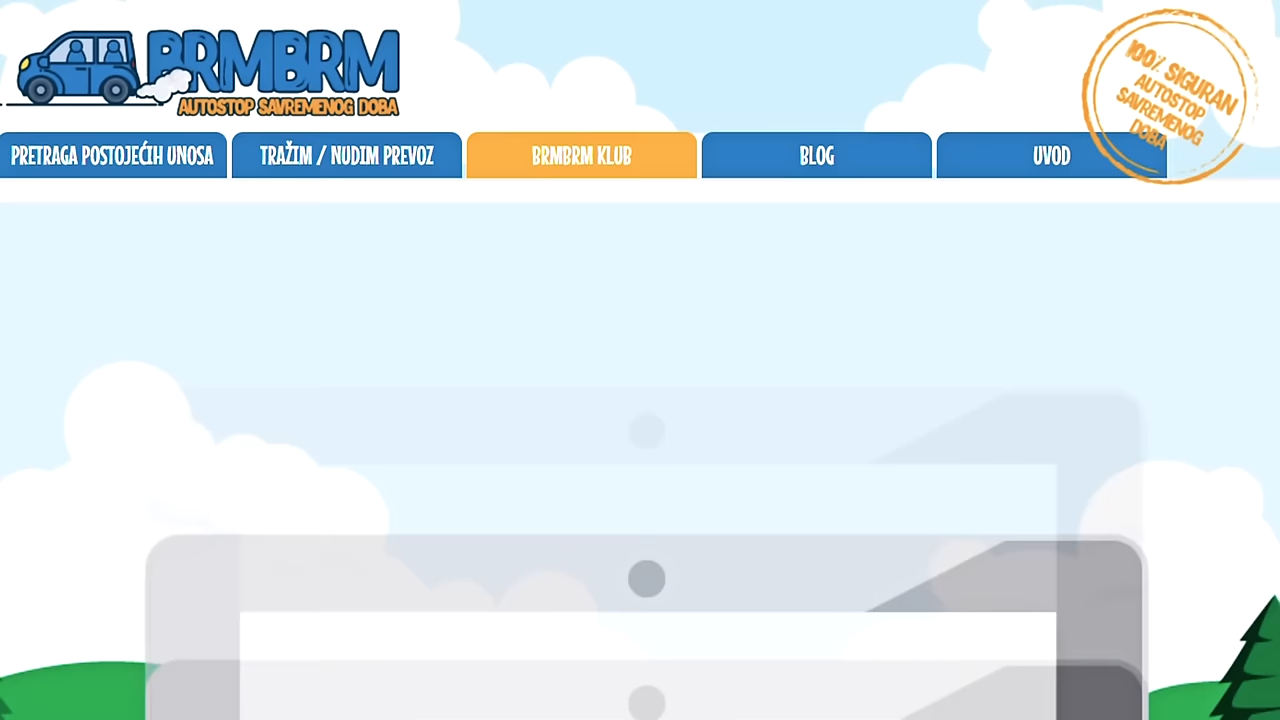 BRMBRM
AUTOSTOP SAVREMENOG DOBA
100% SIGURAN
AUTOSTOP
SAVREMENOG
DOBA
PRETRAGA POSTOJEĆIH UNOSA
TRAŽIM / NUDIM PREVOZ
BRMBRM KLUB
BLOG
UVOD